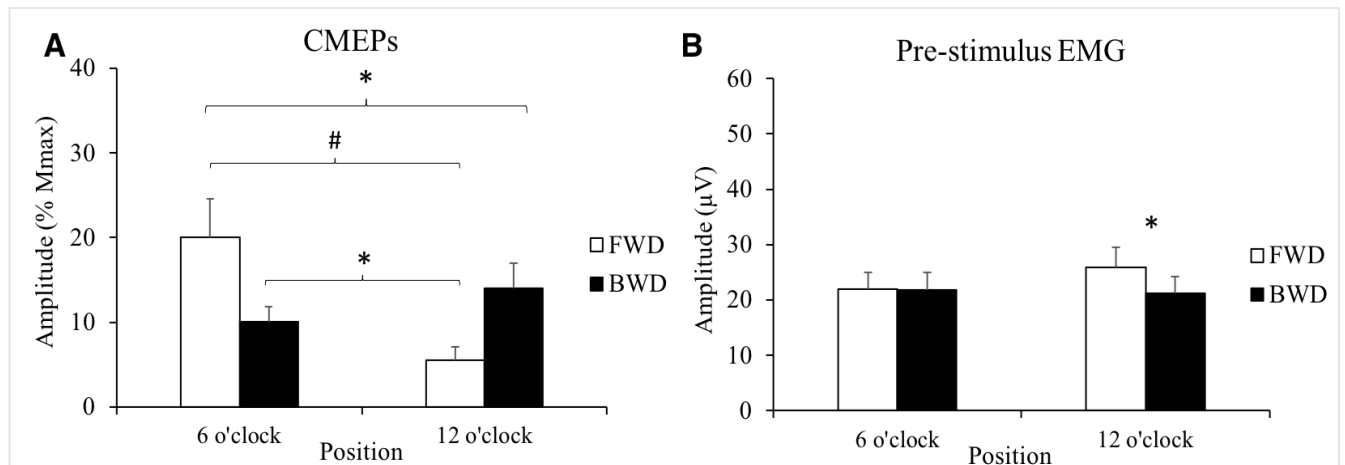 A
CMEPs
Amplitude (% Mmax)
40
30
20
10
0
*
#
*
FWD
BWD
6 o'clock
12 o'clock
Position
B
Pre-stimulus EMG
Amplitude (μV)
60
50
40
30
20
10
0
*
FWD
BWD
6 o'clock
12 o'clock
Position